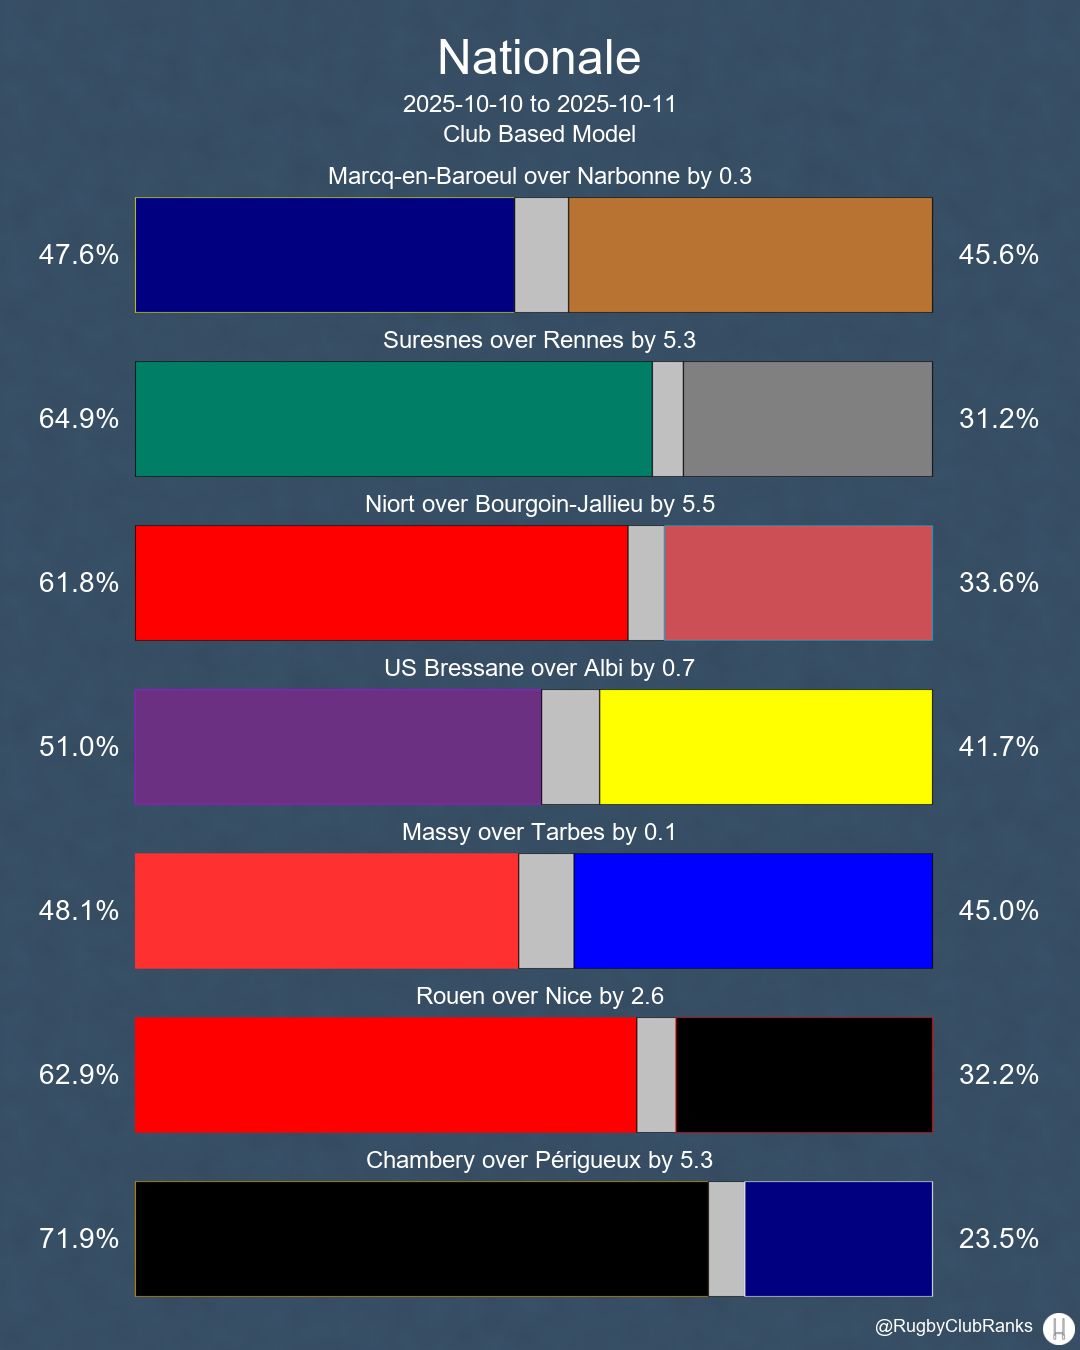 Nationale
2025-10-10 to 2025-10-11
Club Based Model
Marcq-en-Baroeul over Narbonne by 0.3
47.6% 45.6%
Suresnes over Rennes by 5.3
64.9% 31.2%
Niort over Bourgoin-Jallieu by 5.5
61.8% 33.6%
US Bressane over Albi by 0.7
51.0% 41.7%
Massy over Tarbes by 0.1
48.1% 45.0%
Rouen over Nice by 2.6
62.9% 32.2%
Chambery over Périgueux by 5.3
71.9% 23.5%
@RugbyClubRanks